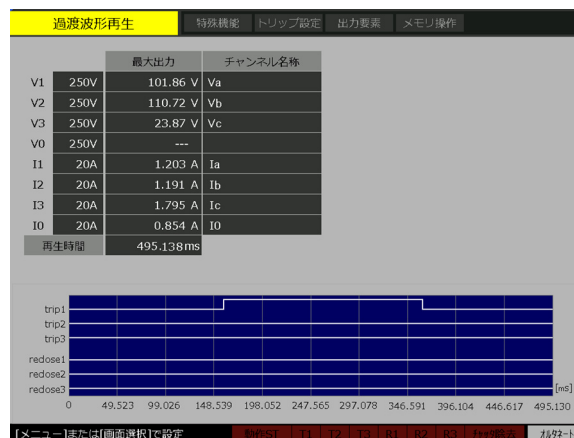 過渡波形再生 特殊機能 トリップ設定 出力要素 メモリ操作
最大出力 チャンネル名称
V1 250V 101.86 V Va
V2 250V 110.72 V Vb
V3 250V 23.87 V Vc
V0 250V ---
I1 20A 1.203 A Ia
I2 20A 1.191 A Ib
I3 20A 1.795 A Ic
I0 20A 0.854 A I0
再生時間 495.138ms
trip1
trip2
trip3
redose1
redose2
redose3 [mS]
0 49.523 99.026 148.539 198.052 247.565 297.078 346.591 396.104 446.617 495.130
[メニュー]または[画面選択]で設定 T1 T2 T3 R1 R2 R3